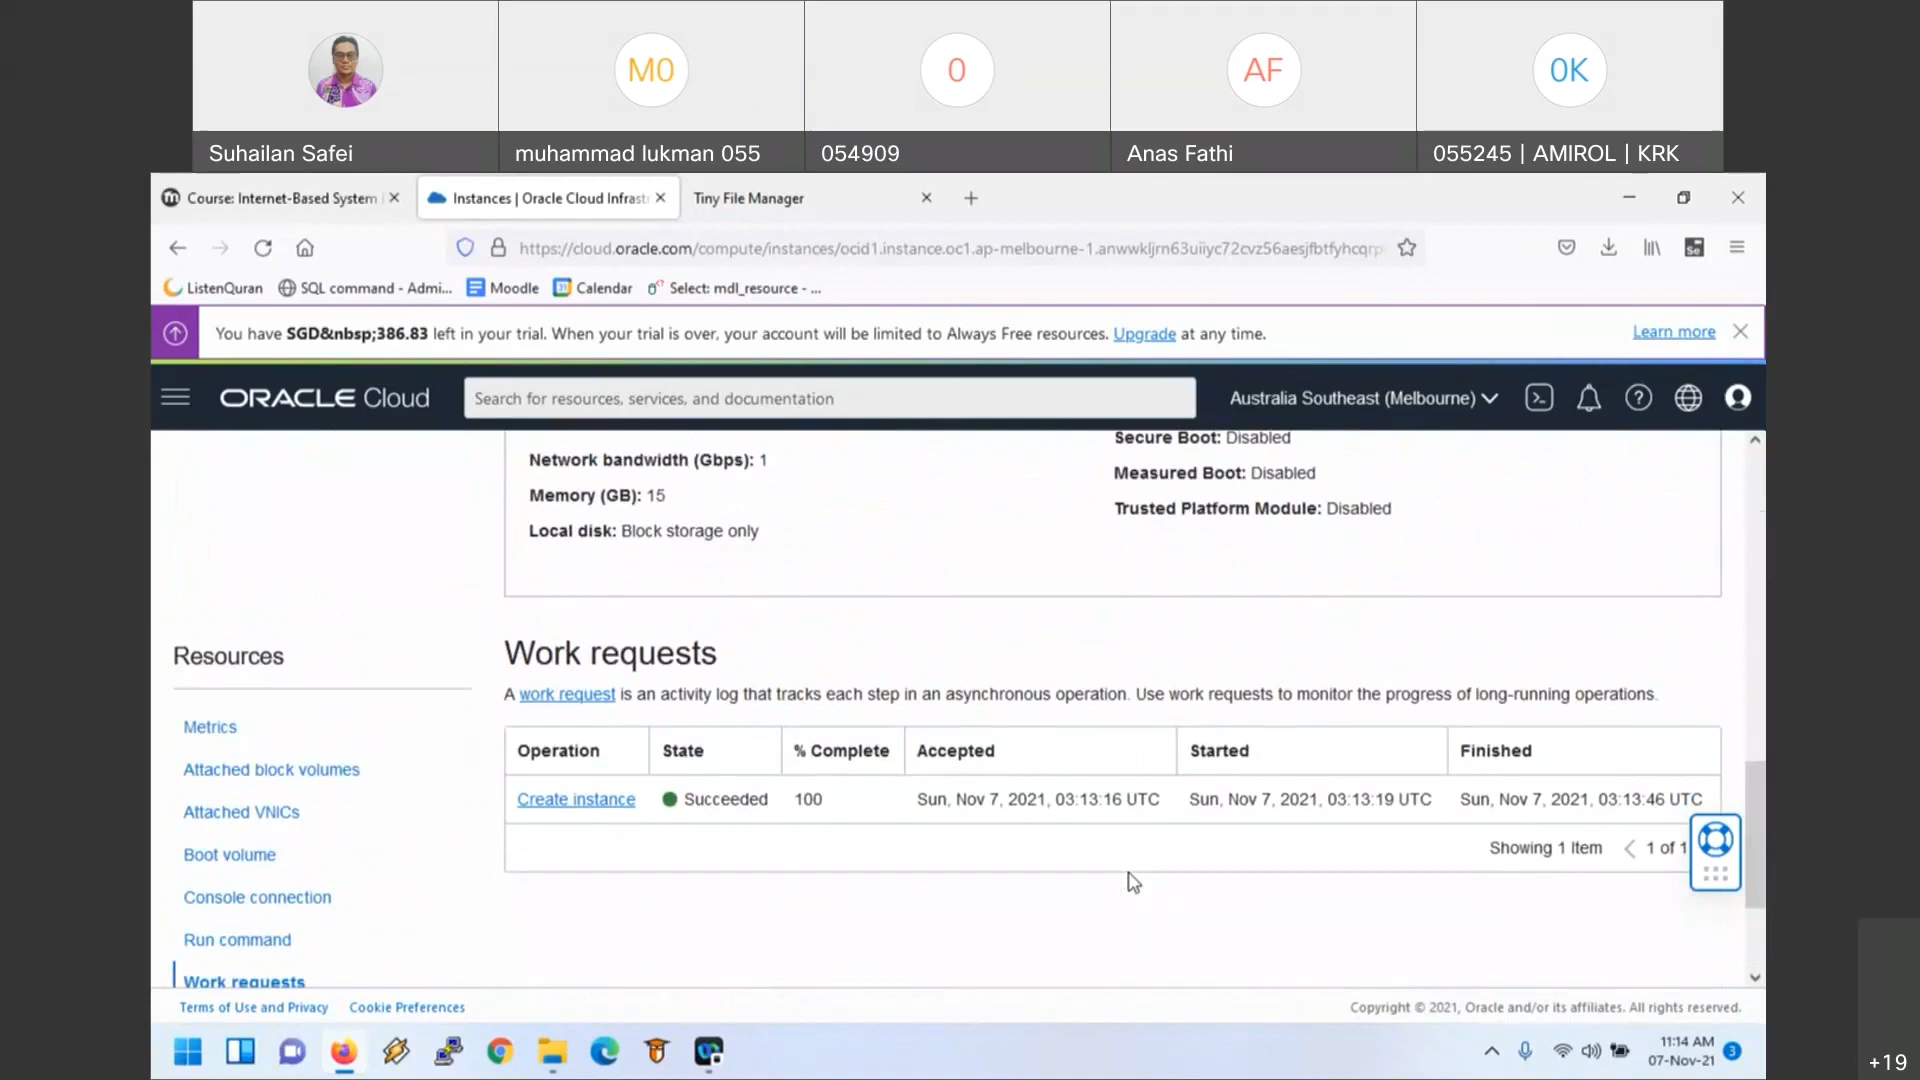 M0
0
AF
0K
Suhailan Safei
muhammad lukman 055
054909
Anas Fathi
055245 | AMIROL | KRK
Course: Internet-Based System
Instances | Oracle Cloud Infrast
Tiny File Manager
https://cloud.oracle.com/compute/instances/ocid1.instance.oc1.ap-melbourne-1.anwwkljrn63uiiyc72cvz56aesjfbtfyhcqrp
ListenQuran
SQL command - Admi...
Moodle
Calendar
Select: mdl_resource - ...
You have SGD&nbsp;386.83 left in your trial. When your trial is over, your account will be limited to Always Free resources. Upgrade at any time.
Learn more
ORACLE Cloud
Search for resources, services, and documentation
Australia Southeast (Melbourne)
Secure Boot: Disabled
Network bandwidth (Gbps): 1
Measured Boot: Disabled
Memory (GB): 15
Trusted Platform Module: Disabled
Local disk: Block storage only
Resources
Metrics
Attached block volumes
Attached VNICs
Boot volume
Console connection
Run command
Work requests
Work requests
A work request is an activity log that tracks each step in an asynchronous operation. Use work requests to monitor the progress of long-running operations.
Operation State % Complete Accepted Started Finished
Create instance Succeeded 100 Sun, Nov 7, 2021, 03:13:16 UTC Sun, Nov 7, 2021, 03:13:19 UTC Sun, Nov 7, 2021, 03:13:46 UTC
Showing 1 Item < 1 of 1
Terms of Use and Privacy
Cookie Preferences
Copyright © 2021, Oracle and/or its affiliates. All rights reserved.
11:14 AM
07-Nov-21
3
+19